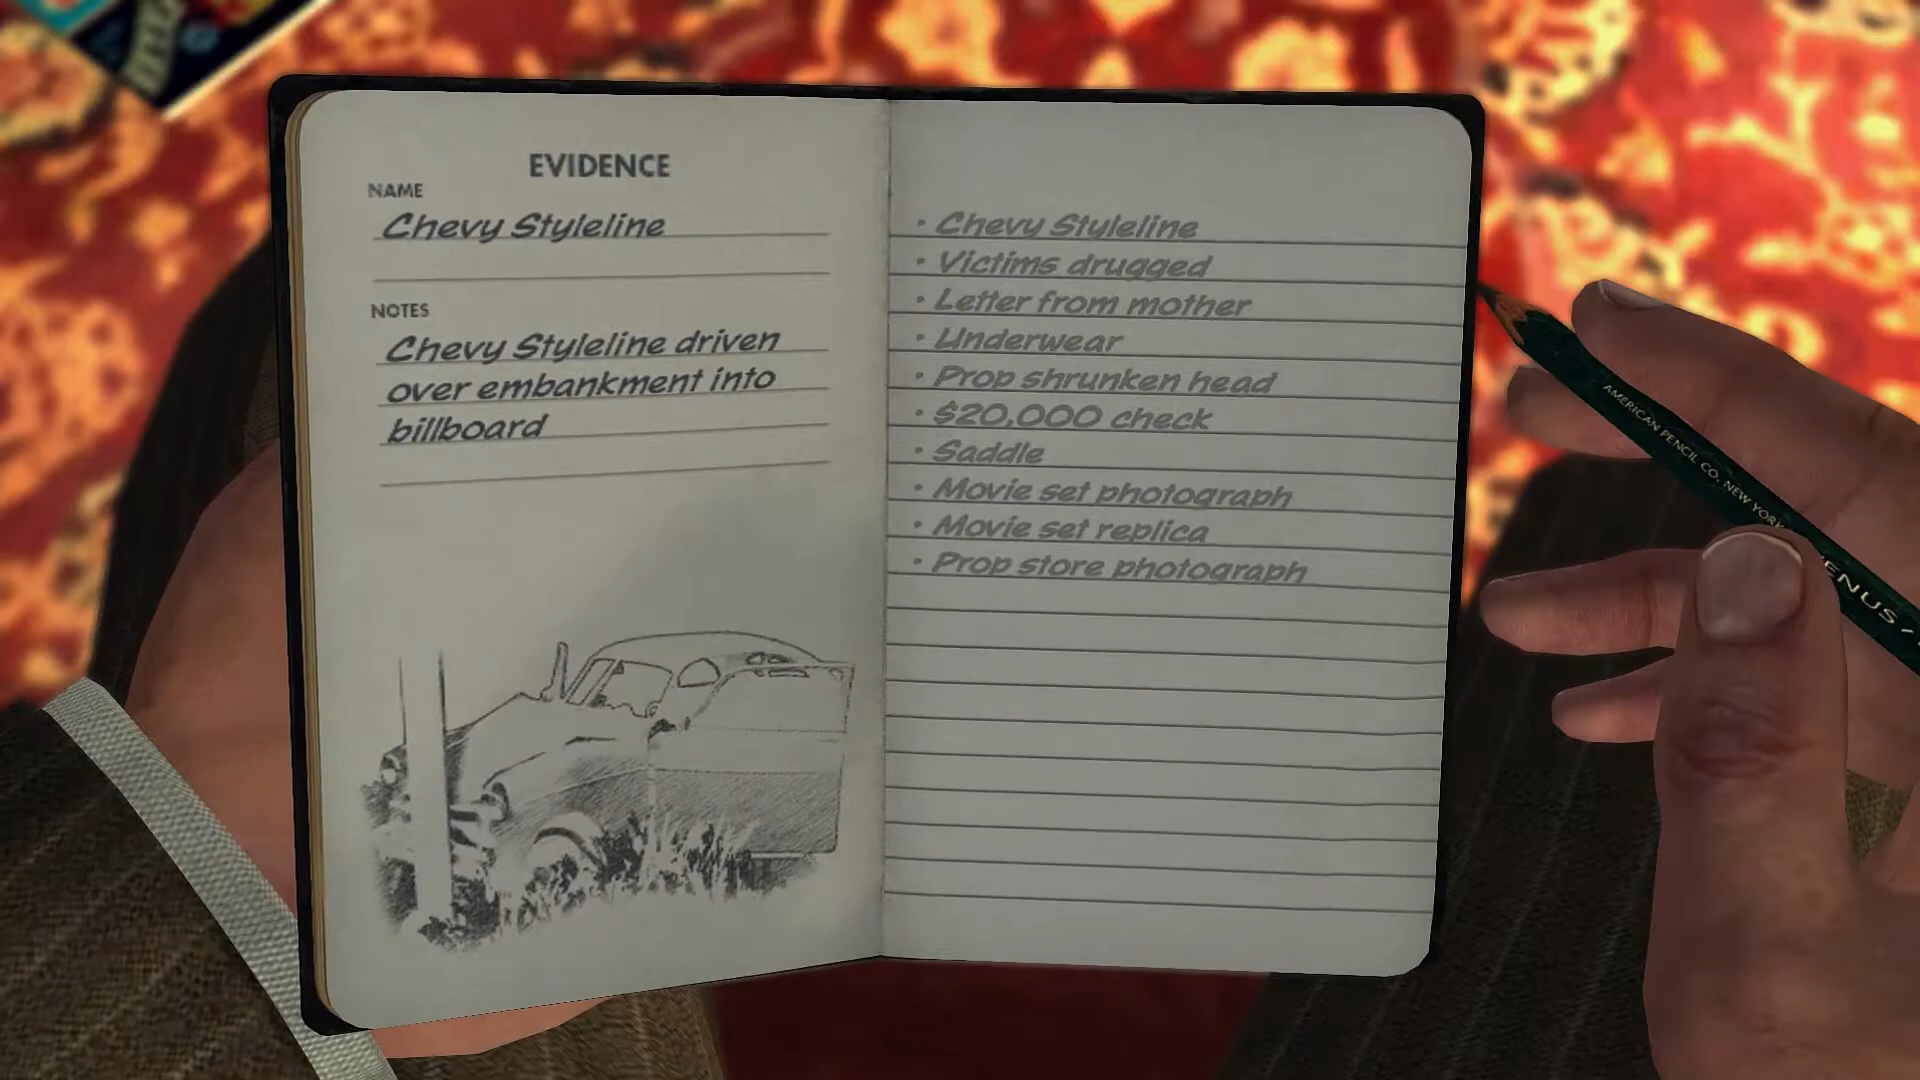 EVIDENCE
NAME
Chevy Styleline
NOTES
Chevy Styleline driven
over embankment into
billboard
• Chevy Styleline
• Victims drugged
• Letter from mother
• Underwear
• Prop shrunken head
• $20,000 check
• Saddle
• Movie set photograph
• Movie set replica
• Prop store photograph
AMERICAN PENCIL CO. NEW YORK